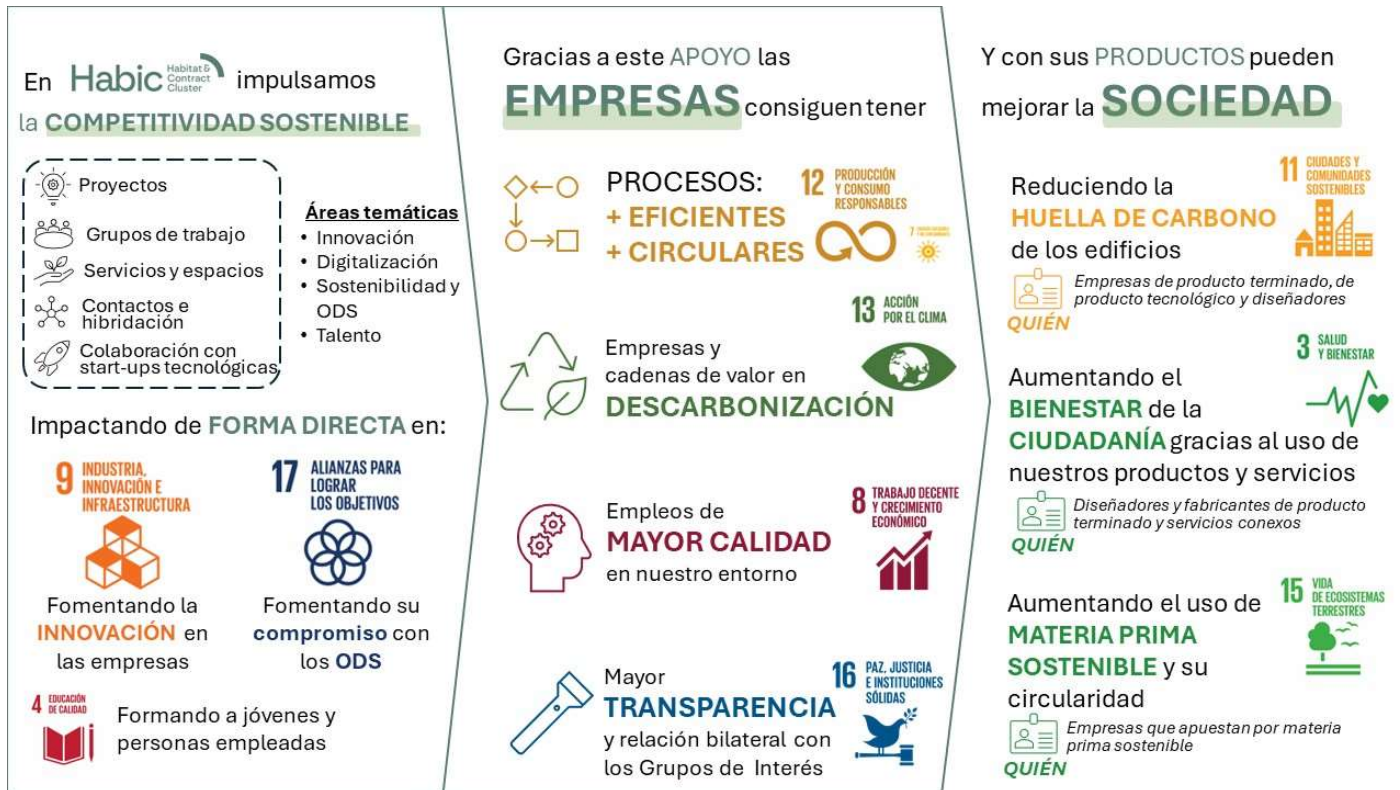 En Habic Habitat & Contract Cluster impulsamos
la COMPETITIVIDAD SOSTENIBLE
Proyectos
Grupos de trabajo
Servicios y espacios
Contactos e
hibridación
Colaboración con
start-ups tecnológicas
Áreas temáticas
• Innovación
• Digitalización
• Sostenibilidad y
ODS
• Talento
Impactando de FORMA DIRECTA en:
9 INDUSTRIA,
INNOVACIÓN E
INFRAESTRUCTURA
Fomentando la
INNOVACIÓN en
las empresas
17 ALIANZAS PARA
LOGRAR
LOS OBJETIVOS
Fomentando su
compromiso con
los ODS
4 EDUCACIÓN
DE CALIDAD
Formando a jóvenes y
personas empleadas
Gracias a este APOYO las
EMPRESAS consiguen tener
PROCESOS:
+ EFICIENTES
+ CIRCULARES
12 PRODUCCIÓN
Y CONSUMO
RESPONSABLES
7
13 ACCIÓN
POR EL CLIMA
Empresas y
cadenas de valor en
DESCARBONIZACIÓN
Empleos de
MAYOR CALIDAD
en nuestro entorno
8 TRABAJO DECENTE
Y CRECIMIENTO
ECONÓMICO
Mayor
TRANSPARENCIA
y relación bilateral con
los Grupos de Interés
16 PAZ, JUSTICIA
E INSTITUCIONES
SÓLIDAS
Y con sus PRODUCTOS pueden
mejorar la SOCIEDAD
Reduciendo la
HUELLA DE CARBONO
de los edificios
11 CIUDADES Y
COMUNIDADES
SOSTENIBLES
Empresas de producto terminado, de
producto tecnológico y diseñadores
QUIÉN
3 SALUD
Y BIENESTAR
Aumentando el
BIENESTAR de la
CIUDADANÍA gracias al uso de
nuestros productos y servicios
Diseñadores y fabricantes de producto
terminado y servicios conexos
QUIÉN
15 VIDA
DE ECOSISTEMAS
TERRESTRES
Aumentando el uso de
MATERIA PRIMA
SOSTENIBLE y su
circularidad
Empresas que apuestan por materia
prima sostenible
QUIÉN